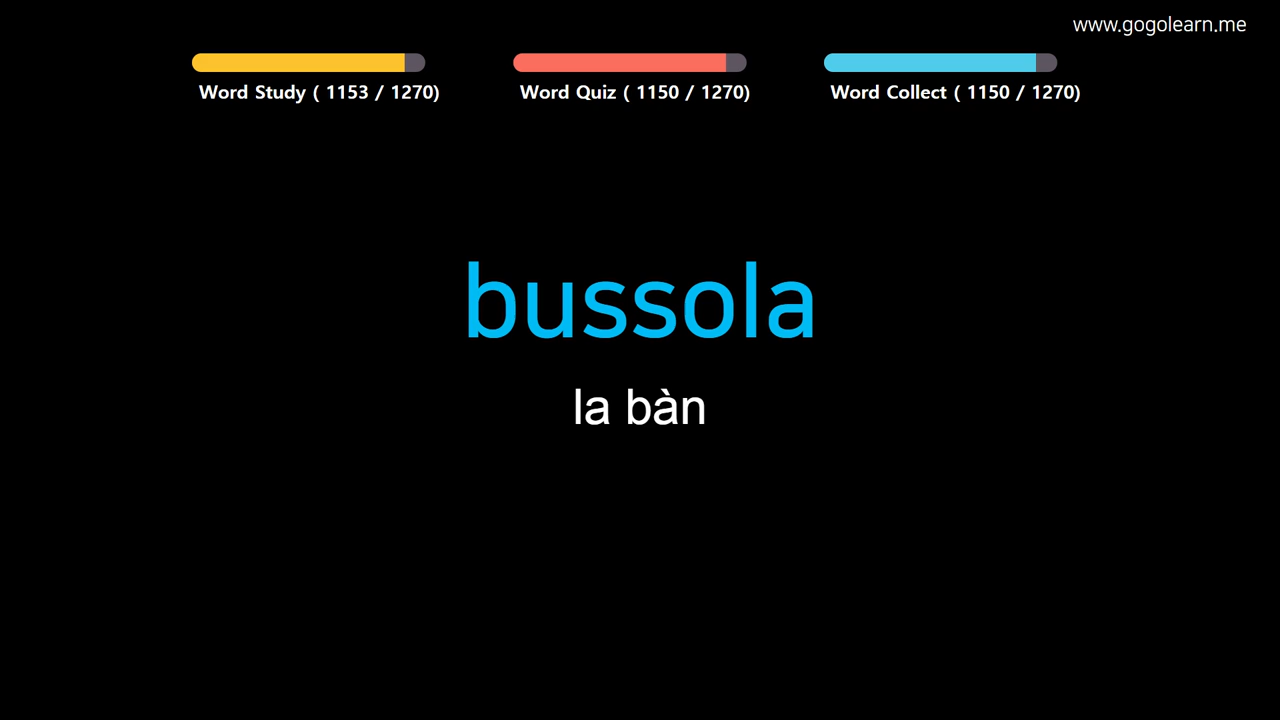 www.gogolearn.me
Word Study ( 1153 / 1270)
Word Quiz ( 1150 / 1270)
Word Collect ( 1150 / 1270)
bussola
la bàn